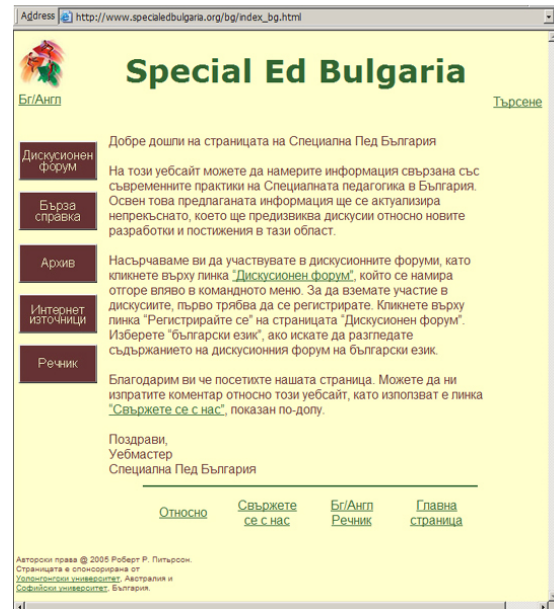 Address http://www.specialedbulgaria.org/bg/index_bg.html
Special Ed Bulgaria
Бг/Англ
Търсене
Дискусионен
форум
Бърза
справка
Архив
Интернет
източници
Речник
Добре дошли на страницата на Специална Пед България
На този уебсайт можете да намерите информация свързана със
съвременните практики на Специалната педагогика в България.
Освен това предлаганата информация ще се актуализира
непрекъснато, което ще предизвиква дискусии относно новите
разработки и постижения в тази област.
Насърчаваме ви да участвувате в дискусионните форуми, като
кликнете върху линка "Дискусионен форум", който се намира
отгоре вляво в командното меню. За да вземате участие в
дискусиите, първо трябва да се регистрирате. Кликнете върху
линка "Регистрирайте се" на страницата "Дискусионен форум".
Изберете "български език", ако искате да разгледате
съдържанието на дискусионния форум на български език.
Благодарим ви че посетихте нашата страница. Можете да ни
изпратите коментар относно този уебсайт, като използват е линка
"Свържете се с нас", показан по-долу.
Поздрави,
Уебмастер
Специална Пед България
Относно
Свържете
се с нас
Бг/Англ
Речник
Главна
страница
Авторски права @ 2005 Роберт Р. Питърсон.
Страницата е спонсорирана от
Уолонгонгски университет, Австралия и
Софийски университет, България.